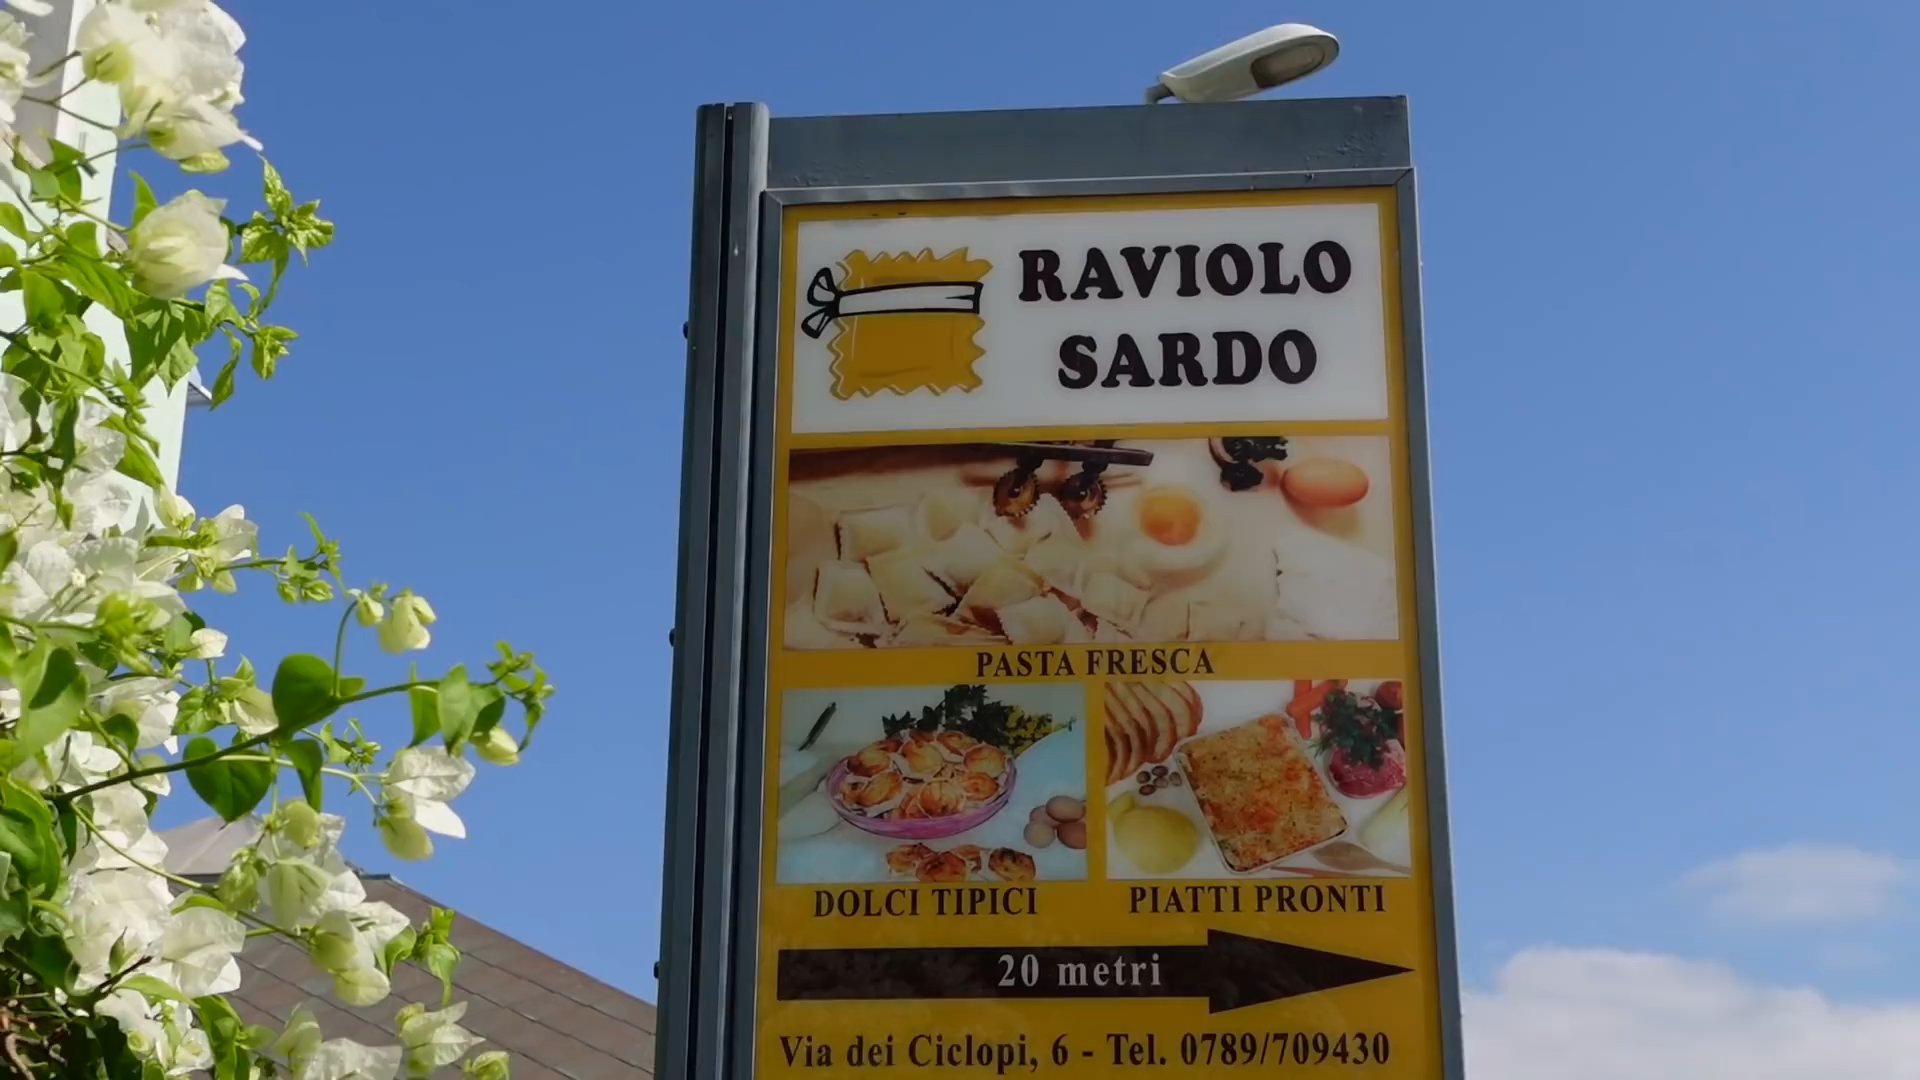 RAVIOLO
SARDO
PASTA FRESCA
DOLCI TIPICI
PIATTI PRONTI
20 metri
Via dei Ciclopi, 6 - Tel. 0789/709430